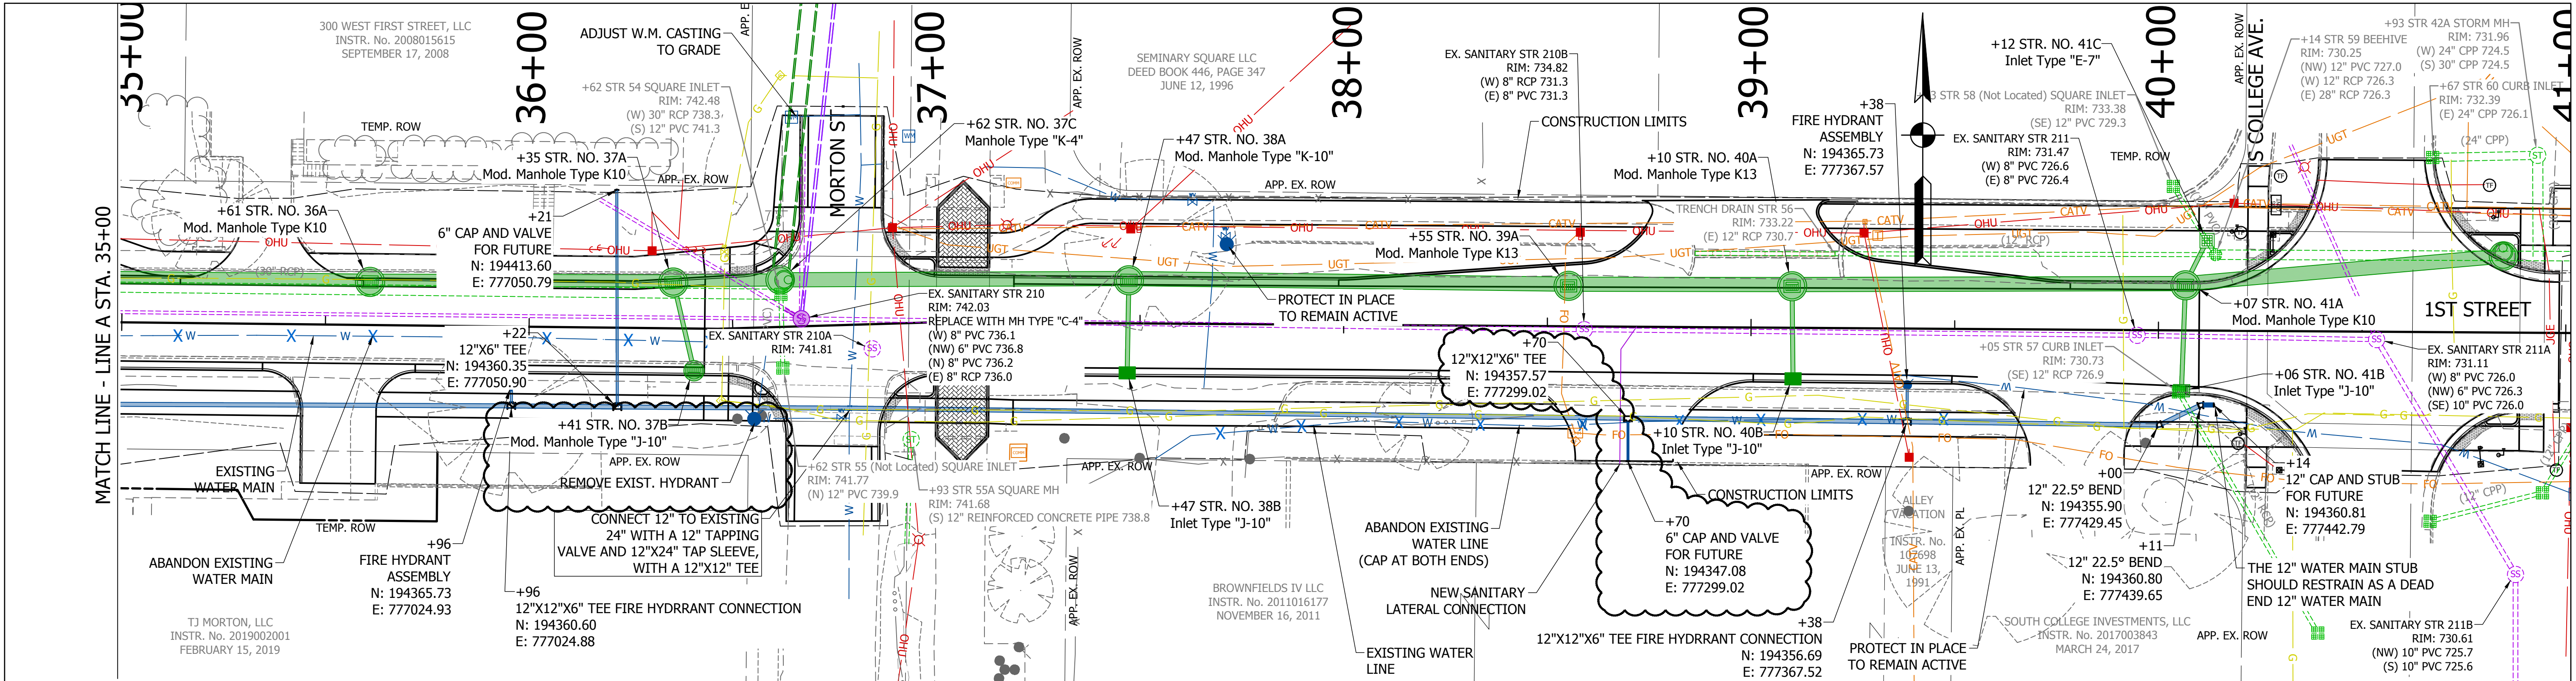 35+00
36+00
37+00
38+00
39+00
40+00
41+00
MATCH LINE - LINE A STA. 35+00
300 WEST FIRST STREET, LLC
INSTR. No. 2008015615
SEPTEMBER 17, 2008
ADJUST W.M. CASTING
TO GRADE
+62 STR 54 SQUARE INLET
RIM: 742.48
(W) 30" RCP 738.3
(S) 12" PVC 741.3
TEMP. ROW
+35 STR. NO. 37A
Mod. Manhole Type K10
APP. EX. ROW
+61 STR. NO. 36A
Mod. Manhole Type K10
+21
6" CAP AND VALVE
FOR FUTURE
N: 194413.60
E: 777050.79
(30" RCP)
MORTON ST
+62 STR. NO. 37C
Manhole Type "K-4"
APP. EX. ROW
SEMINARY SQUARE LLC
DEED BOOK 446, PAGE 347
JUNE 12, 1996
+47 STR. NO. 38A
Mod. Manhole Type "K-10"
APP. EX. ROW
EX. SANITARY STR 210B
RIM: 734.82
(W) 8" RCP 731.3
(E) 8" PVC 731.3
CONSTRUCTION LIMITS
+10 STR. NO. 40A
Mod. Manhole Type K13
TRENCH DRAIN STR 56
RIM: 733.22
(E) 12" PVC 730.7
+55 STR. NO. 39A
Mod. Manhole Type K13
+38
FIRE HYDRANT
ASSEMBLY
N: 194365.73
E: 777367.57
+12 STR. NO. 41C
Inlet Type "E-7"
STR 58 (Not Located) SQUARE INLET
RIM: 733.38
(SE) 12" PVC 729.3
EX. SANITARY STR 211
RIM: 731.47
(W) 8" PVC 726.6
(E) 8" PVC 726.4
TEMP. ROW
(12" RCP)
APP. EX. ROW
S COLLEGE AVE.
+14 STR 59 BEEHIVE
RIM: 730.25
(NW) 12" PVC 727.0
(W) 12" RCP 726.3
(E) 28" RCP 726.3
+93 STR 42A STORM MH
RIM: 731.96
(W) 24" CPP 724.5
(S) 30" CPP 724.5
+67 STR 60 CURB INLET
RIM: 732.39
(E) 24" CPP 726.1
(24" CPP)
PROTECT IN PLACE
TO REMAIN ACTIVE
EX. SANITARY STR 210
RIM: 742.03
REPLACE WITH MH TYPE "C-4"
(W) 8" PVC 736.1
(NW) 6" PVC 736.8
(N) 8" PVC 736.2
(E) 8" RCP 736.0
EX. SANITARY STR 210A
RIM: 741.81
+22
12"X6" TEE
N: 194360.35
E: 777050.90
+70
12"X12"X6" TEE
N: 194357.57
E: 777299.02
+07 STR. NO. 41A
Mod. Manhole Type K10
1ST STREET
+05 STR 57 CURB INLET
RIM: 730.73
(SE) 12" RCP 726.9
EX. SANITARY STR 211A
RIM: 731.11
(W) 8" PVC 726.0
(NW) 6" PVC 726.3
(SE) 10" PVC 726.0
+06 STR. NO. 41B
Inlet Type "J-10"
+41 STR. NO. 37B
Mod. Manhole Type "J-10"
APP. EX. ROW
REMOVE EXIST. HYDRANT
CONNECT 12" TO EXISTING
24" WITH A 12" TAPPING
VALVE AND 12"X24" TAP SLEEVE,
WITH A 12"X12" TEE
EXISTING
WATER MAIN
TEMP. ROW
ABANDON EXISTING
WATER MAIN
+96
FIRE HYDRANT
ASSEMBLY
N: 194365.73
E: 777024.93
+96
12"X12"X6" TEE FIRE HYDRRANT CONNECTION
N: 194360.60
E: 777024.88
TJ MORTON, LLC
INSTR. No. 2019002001
FEBRUARY 15, 2019
+62 STR 55 (Not Located) SQUARE INLET
RIM: 741.77
(N) 12" PVC 739.9
+93 STR 55A SQUARE MH
RIM: 741.68
(S) 12" REINFORCED CONCRETE PIPE 738.8
APP. EX. ROW
APP. EX. ROW
+47 STR. NO. 38B
Inlet Type "J-10"
BROWNFIELDS IV LLC
INSTR. No. 2011016177
NOVEMBER 16, 2011
ABANDON EXISTING
WATER LINE
(CAP AT BOTH ENDS)
NEW SANITARY
LATERAL CONNECTION
EXISTING WATER
LINE
+10 STR. NO. 40B
Inlet Type "J-10"
CONSTRUCTION LIMITS
+70
6" CAP AND VALVE
FOR FUTURE
N: 194347.08
E: 777299.02
APP. EX. ROW
ALLEY
VACATION
INSTR. No.
107698
JUNE 13,
1991
APP. EX. PL
+38
12"X12"X6" TEE FIRE HYDRRANT CONNECTION
N: 194356.69
E: 777367.52
PROTECT IN PLACE
TO REMAIN ACTIVE
+00
12" 22.5° BEND
N: 194355.90
E: 777429.45
+11
12" 22.5° BEND
N: 194360.80
E: 777439.65
+14
12" CAP AND STUB
FOR FUTURE
N: 194360.81
E: 777442.79
(12" CPP)
THE 12" WATER MAIN STUB
SHOULD RESTRAIN AS A DEAD
END 12" WATER MAIN
SOUTH COLLEGE INVESTMENTS, LLC
INSTR. No. 2017003843
MARCH 24, 2017
APP. EX. ROW
EX. SANITARY STR 211B
RIM: 730.61
(NW) 10" PVC 725.7
(S) 10" PVC 725.6